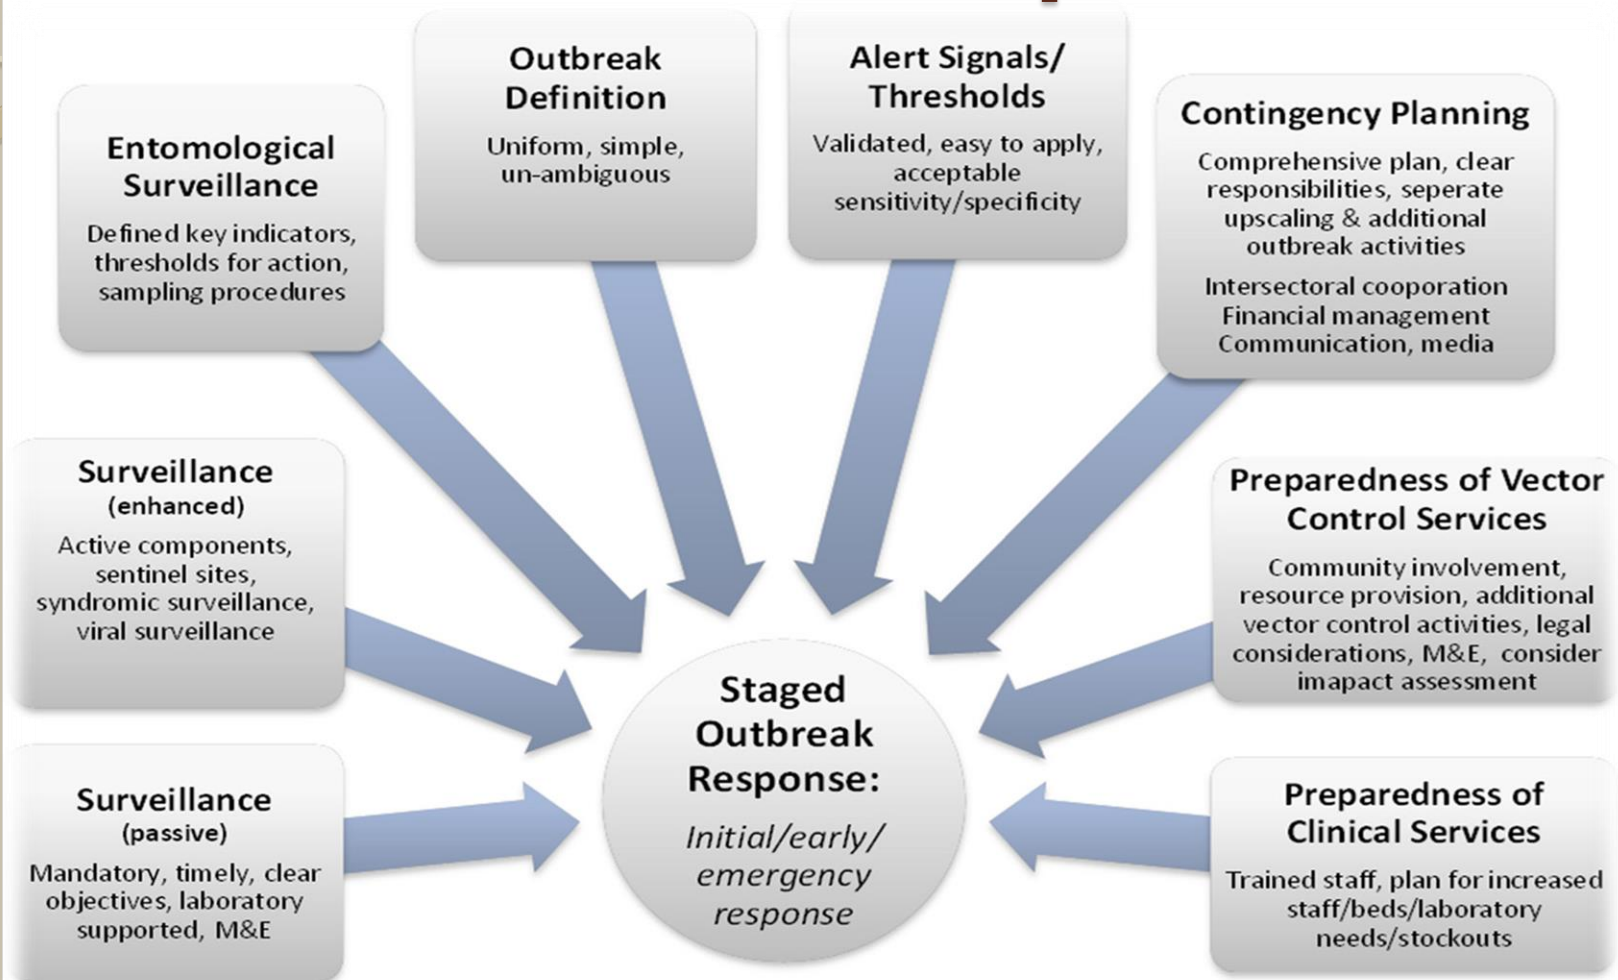 Outbreak
Definition
Uniform, simple,
un-ambiguous
Alert Signals/
Thresholds
Validated, easy to apply,
acceptable
sensitivity/specificity
Entomological
Surveillance
Defined key indicators,
thresholds for action,
sampling procedures
Contingency Planning
Comprehensive plan, clear
responsibilities, seperate
upscaling & additional
outbreak activities
Intersectoral cooporation
Financial management
Communication, media
Surveillance
(enhanced)
Active components,
sentinel sites,
syndromic surveillance,
viral surveillance
Preparedness of Vector
Control Services
Community involvement,
resource provision, additional
vector control activities, legal
considerations, M&E, consider
imapact assessment
Surveillance
(passive)
Mandatory, timely, clear
objectives, laboratory
supported, M&E
Staged
Outbreak
Response:
Initial/early/
emergency
response
Preparedness of
Clinical Services
Trained staff, plan for increased
staff/beds/laboratory
needs/stockouts